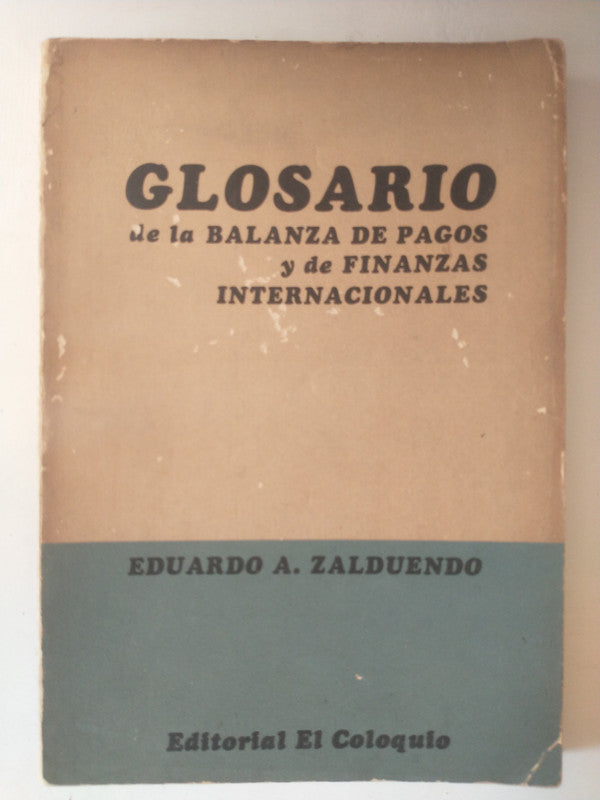 GLOSARIO
de la BALANZA DE PAGOS
y de FINANZAS
INTERNACIONALES
EDUARDO A. ZALDUENDO
Editorial El Coloquio